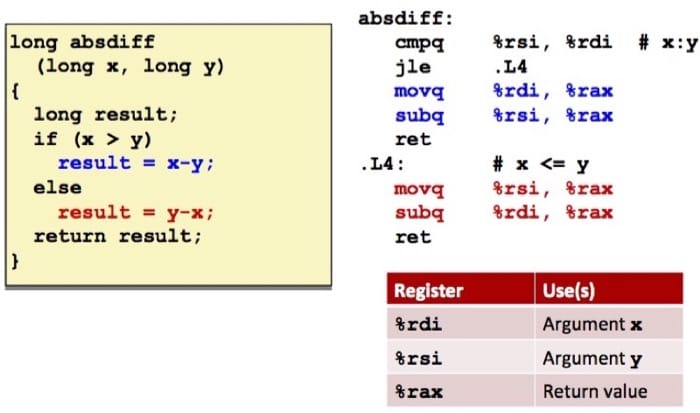 long absdiff
(long x, long y)
{
long result;
if (x > y)
result = x-y;
else
result = y-x;
return result;
}
absdiff:
cmpq %rsi, %rdi # x:y
jle .L4
movq %rdi, %rax
subq %rsi, %rax
ret
.L4: # x <= y
movq %rsi, %rax
subq %rdi, %rax
ret
Register Use(s)
%rdi Argument x
%rsi Argument y
%rax Return value